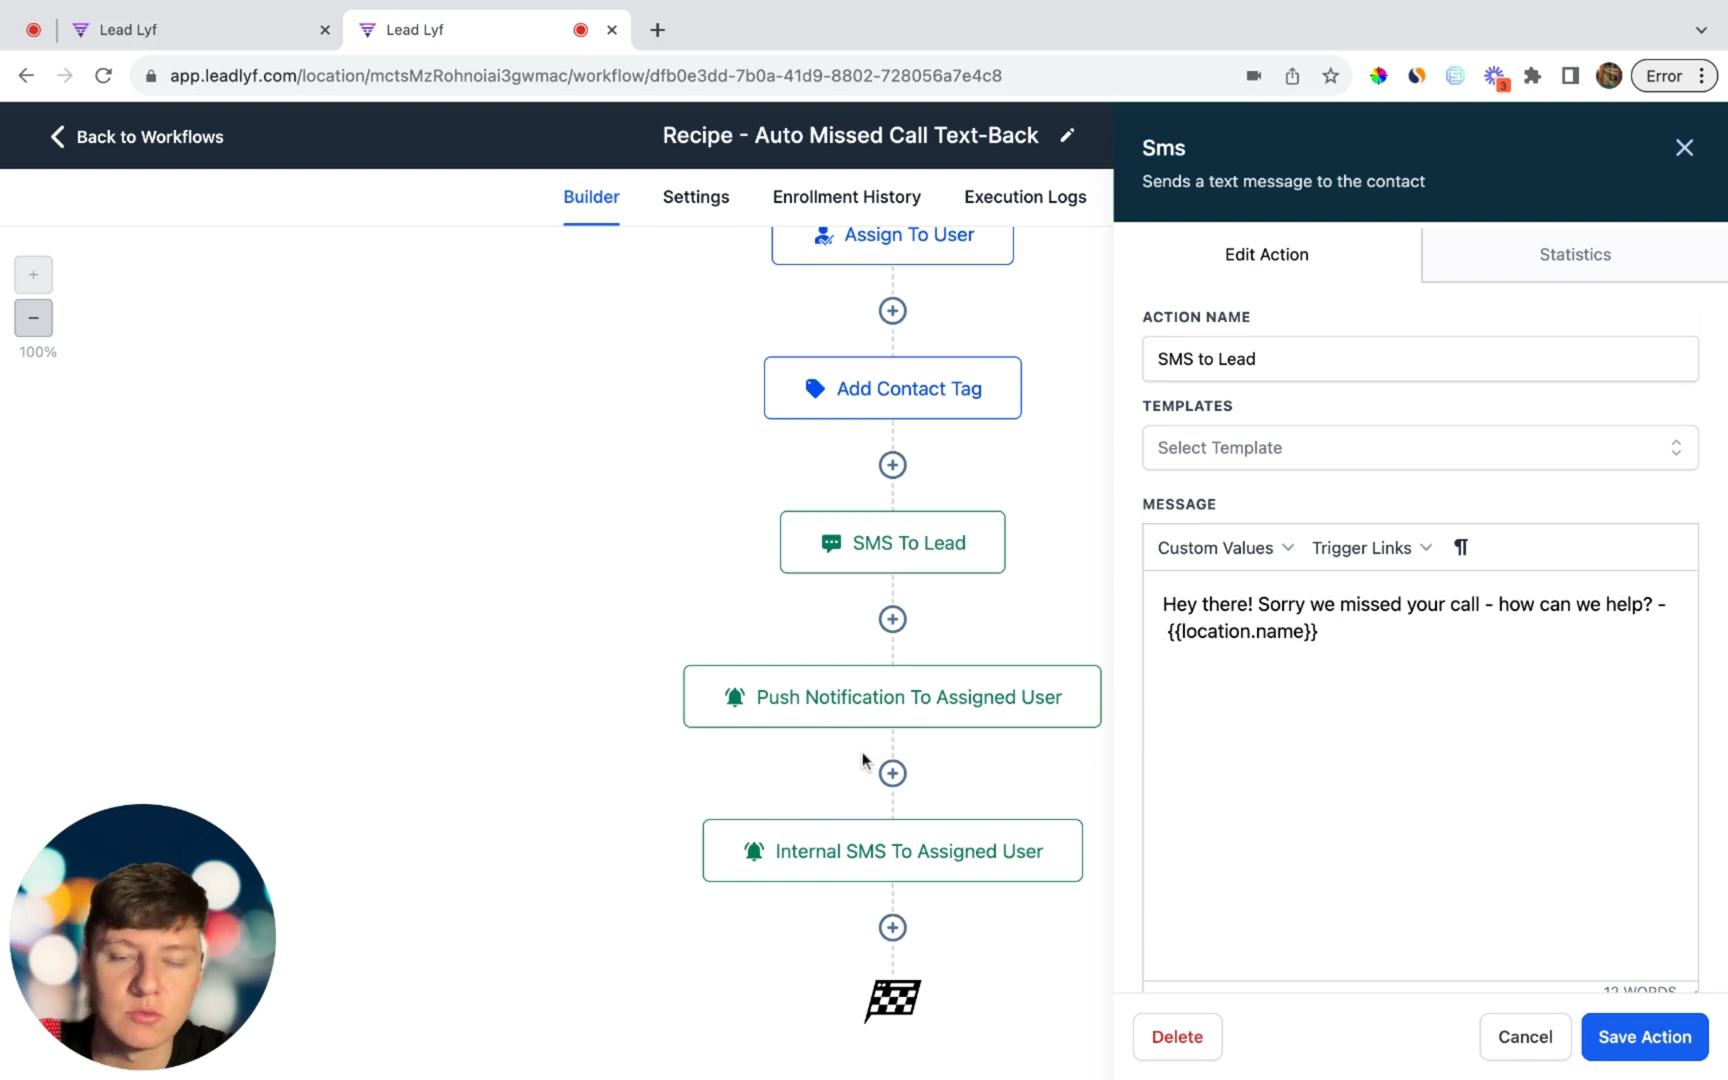 Lead Lyf
Lead Lyf
app.leadlyf.com/location/mctsMzRohnoiai3gwmac/workflow/dfb0e3dd-7b0a-41d9-8802-728056a7e4c8
3
Error
Back to Workflows
Recipe - Auto Missed Call Text-Back
Builder
Settings
Enrollment History
Execution Logs
100%
Assign To User
Add Contact Tag
SMS To Lead
Push Notification To Assigned User
Internal SMS To Assigned User
Sms
Sends a text message to the contact
Edit Action
Statistics
ACTION NAME
SMS to Lead
TEMPLATES
Select Template
MESSAGE
Custom Values
Trigger Links
¶
Hey there! Sorry we missed your call - how can we help? -
{{location.name}}
12 WORDS
Delete
Cancel
Save Action